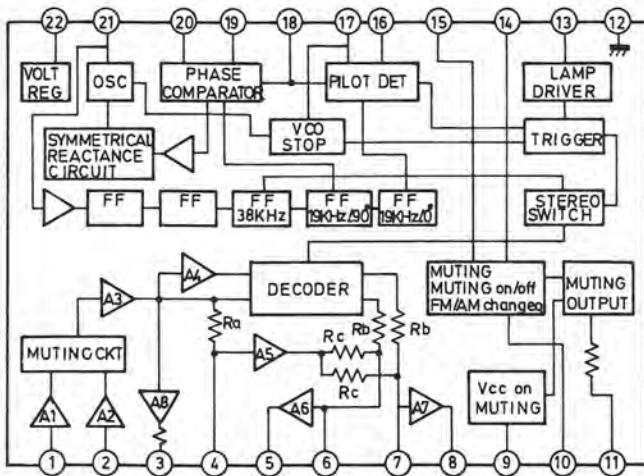 22 21 20 19 18 17 16 15 14 13 12
VOLT
REG
OSC
PHASE
COMPARATOR
PILOT DET
LAMP
DRIVER
SYMMETRICAL
REACTANCE
CIRCUIT
VCO
STOP
TRIGGER
FF
FF
FF
38KHz
FF
19KHz/90°
FF
19KHz/0°
STEREO
SWITCH
A3
A4
DECODER
MUTING
MUTING on/off
FM/AM changeo
MUTING
OUTPUT
Ra
Rb
Rb
MUTING CKT
A5
Rc
Rc
A8
A1
A2
A6
A7
Vcc on
MUTING
1 2 3 4 5 6 7 8 9 10 11